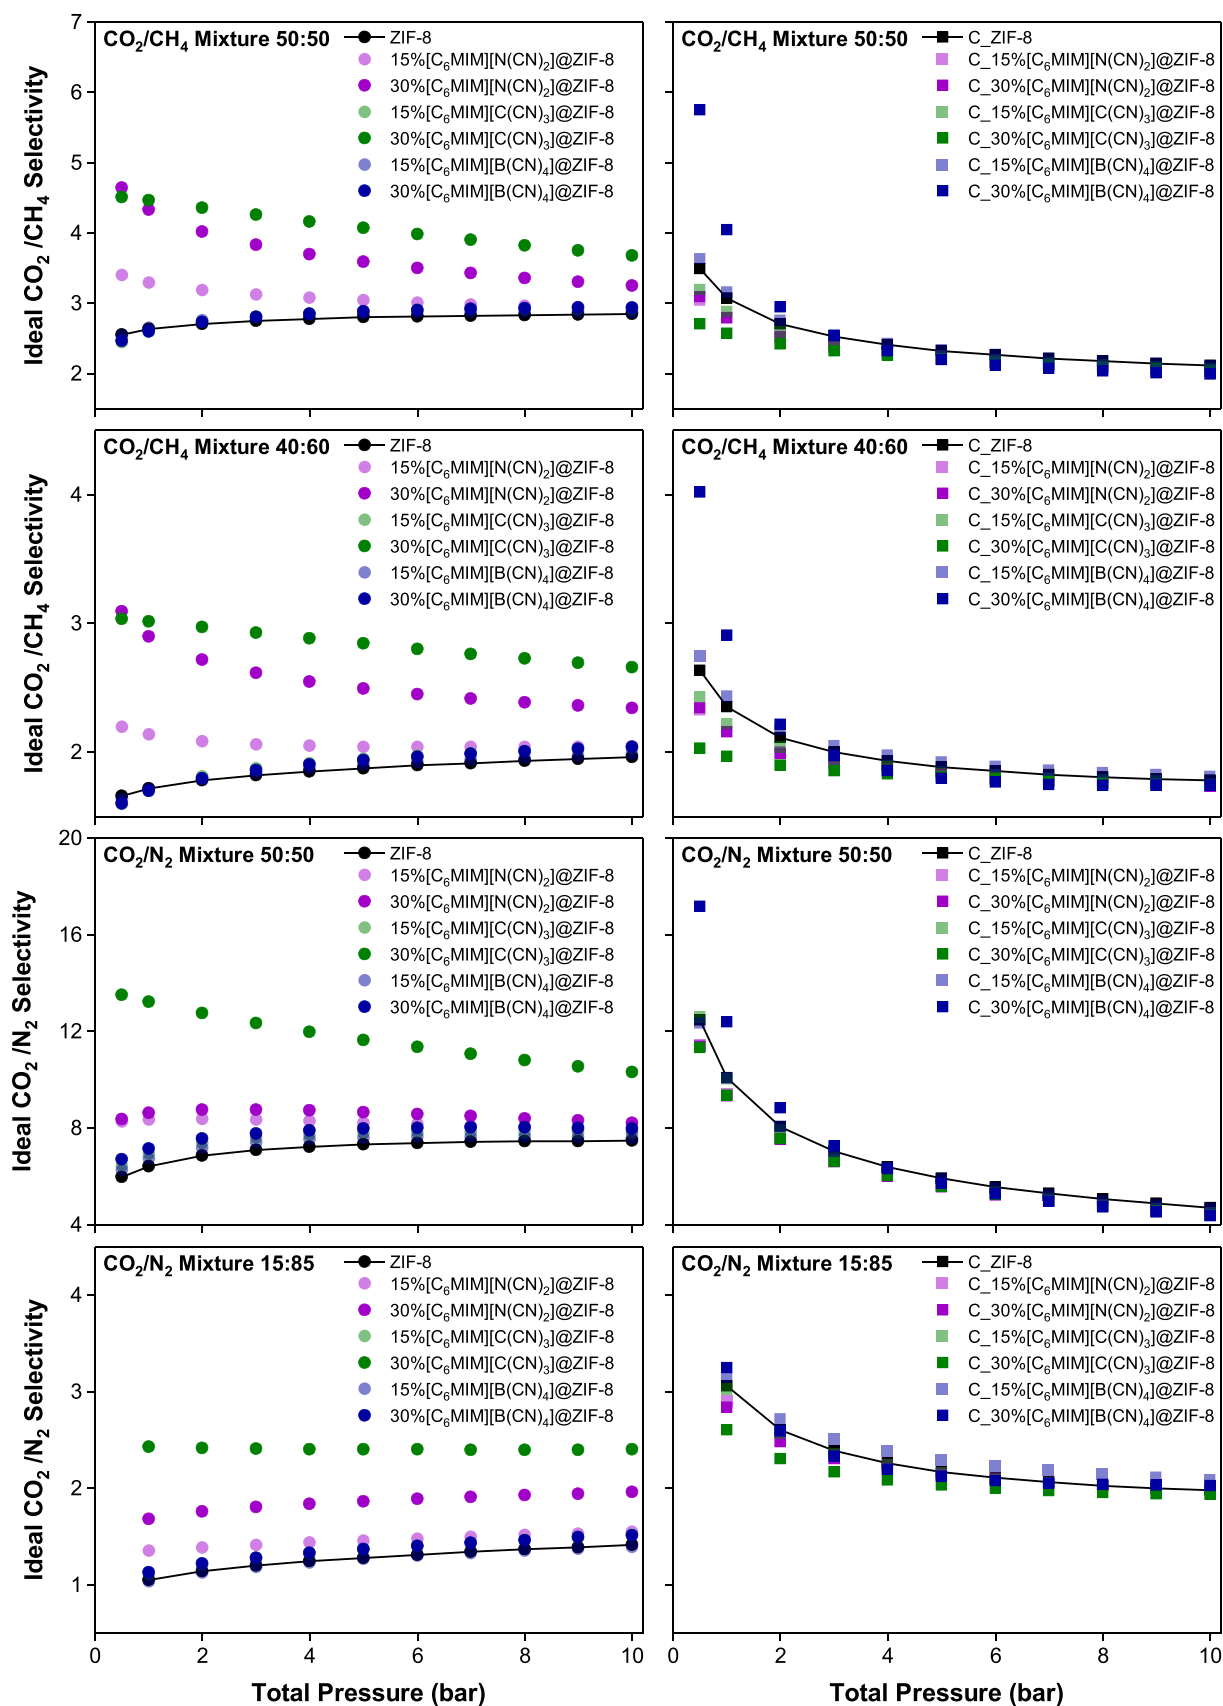 CO₂/CH₄ Mixture 50:50
ZIF-8
15%[C₆MIM][N(CN)₂]@ZIF-8
30%[C₆MIM][N(CN)₂]@ZIF-8
15%[C₆MIM][C(CN)₃]@ZIF-8
30%[C₆MIM][C(CN)₃]@ZIF-8
15%[C₆MIM][B(CN)₄]@ZIF-8
30%[C₆MIM][B(CN)₄]@ZIF-8
7
6
5
4
3
2
Ideal CO₂ /CH₄ Selectivity
CO₂/CH₄ Mixture 50:50
C_ZIF-8
C_15%[C₆MIM][N(CN)₂]@ZIF-8
C_30%[C₆MIM][N(CN)₂]@ZIF-8
C_15%[C₆MIM][C(CN)₃]@ZIF-8
C_30%[C₆MIM][C(CN)₃]@ZIF-8
C_15%[C₆MIM][B(CN)₄]@ZIF-8
C_30%[C₆MIM][B(CN)₄]@ZIF-8
CO₂/CH₄ Mixture 40:60
ZIF-8
15%[C₆MIM][N(CN)₂]@ZIF-8
30%[C₆MIM][N(CN)₂]@ZIF-8
15%[C₆MIM][C(CN)₃]@ZIF-8
30%[C₆MIM][C(CN)₃]@ZIF-8
15%[C₆MIM][B(CN)₄]@ZIF-8
30%[C₆MIM][B(CN)₄]@ZIF-8
4
3
2
Ideal CO₂ /CH₄ Selectivity
CO₂/CH₄ Mixture 40:60
C_ZIF-8
C_15%[C₆MIM][N(CN)₂]@ZIF-8
C_30%[C₆MIM][N(CN)₂]@ZIF-8
C_15%[C₆MIM][C(CN)₃]@ZIF-8
C_30%[C₆MIM][C(CN)₃]@ZIF-8
C_15%[C₆MIM][B(CN)₄]@ZIF-8
C_30%[C₆MIM][B(CN)₄]@ZIF-8
CO₂/N₂ Mixture 50:50
ZIF-8
15%[C₆MIM][N(CN)₂]@ZIF-8
30%[C₆MIM][N(CN)₂]@ZIF-8
15%[C₆MIM][C(CN)₃]@ZIF-8
30%[C₆MIM][C(CN)₃]@ZIF-8
15%[C₆MIM][B(CN)₄]@ZIF-8
30%[C₆MIM][B(CN)₄]@ZIF-8
20
16
12
8
4
Ideal CO₂ /N₂ Selectivity
CO₂/N₂ Mixture 50:50
C_ZIF-8
C_15%[C₆MIM][N(CN)₂]@ZIF-8
C_30%[C₆MIM][N(CN)₂]@ZIF-8
C_15%[C₆MIM][C(CN)₃]@ZIF-8
C_30%[C₆MIM][C(CN)₃]@ZIF-8
C_15%[C₆MIM][B(CN)₄]@ZIF-8
C_30%[C₆MIM][B(CN)₄]@ZIF-8
CO₂/N₂ Mixture 15:85
ZIF-8
15%[C₆MIM][N(CN)₂]@ZIF-8
30%[C₆MIM][N(CN)₂]@ZIF-8
15%[C₆MIM][C(CN)₃]@ZIF-8
30%[C₆MIM][C(CN)₃]@ZIF-8
15%[C₆MIM][B(CN)₄]@ZIF-8
30%[C₆MIM][B(CN)₄]@ZIF-8
4
3
2
1
Ideal CO₂ /N₂ Selectivity
0 2 4 6 8 10
Total Pressure (bar)
CO₂/N₂ Mixture 15:85
C_ZIF-8
C_15%[C₆MIM][N(CN)₂]@ZIF-8
C_30%[C₆MIM][N(CN)₂]@ZIF-8
C_15%[C₆MIM][C(CN)₃]@ZIF-8
C_30%[C₆MIM][C(CN)₃]@ZIF-8
C_15%[C₆MIM][B(CN)₄]@ZIF-8
C_30%[C₆MIM][B(CN)₄]@ZIF-8
0 2 4 6 8 10
Total Pressure (bar)